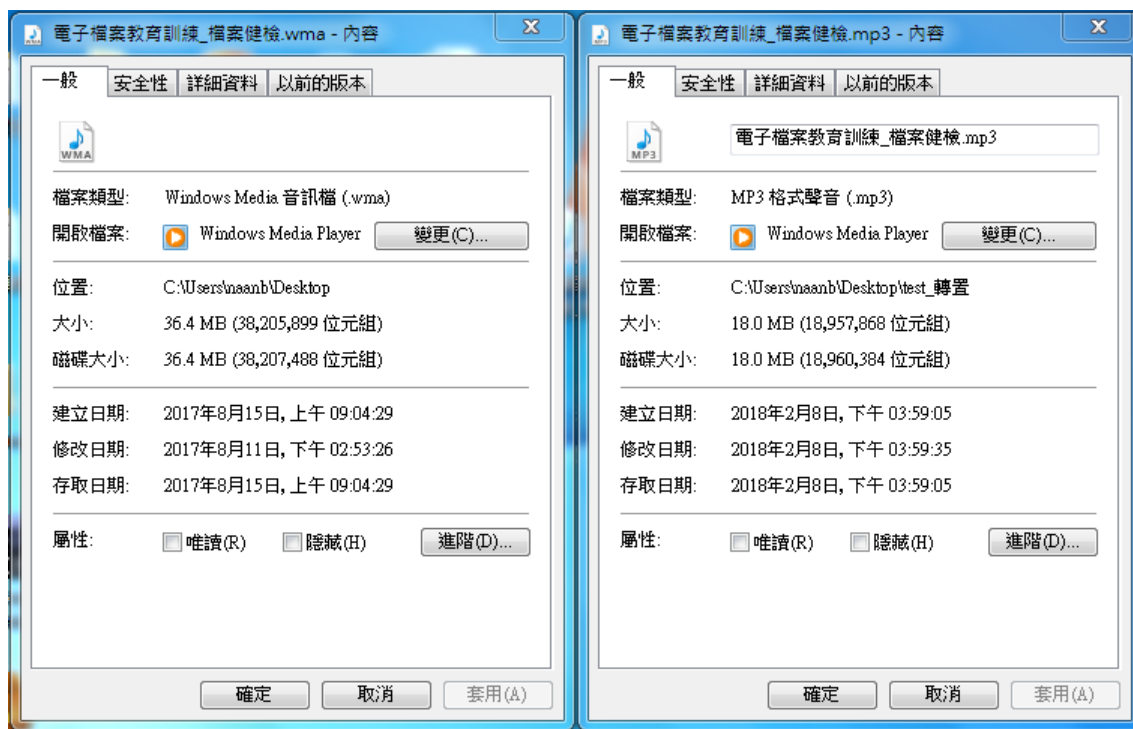 電子檔案教育訓練_檔案健檢.wma - 內容
一般 安全性 詳細資料 以前的版本
WMA
檔案類型: Windows Media 音訊檔 (.wma)
開啟檔案: Windows Media Player 變更(C)...
位置: C:\Users\naanb\Desktop
大小: 36.4 MB (38,205,899 位元組)
磁碟大小: 36.4 MB (38,207,488 位元組)
建立日期: 2017年8月15日, 上午 09:04:29
修改日期: 2017年8月11日, 下午 02:53:26
存取日期: 2017年8月15日, 上午 09:04:29
屬性: 唯讀(R) 隱藏(H) 進階(D)...
確定 取消 套用(A)
電子檔案教育訓練_檔案健檢.mp3 - 內容
一般 安全性 詳細資料 以前的版本
MP3 電子檔案教育訓練_檔案健檢.mp3
檔案類型: MP3 格式聲音 (.mp3)
開啟檔案: Windows Media Player 變更(C)...
位置: C:\Users\naanb\Desktop\test_轉置
大小: 18.0 MB (18,957,868 位元組)
磁碟大小: 18.0 MB (18,960,384 位元組)
建立日期: 2018年2月8日, 下午 03:59:05
修改日期: 2018年2月8日, 下午 03:59:35
存取日期: 2018年2月8日, 下午 03:59:05
屬性: 唯讀(R) 隱藏(H) 進階(D)...
確定 取消 套用(A)